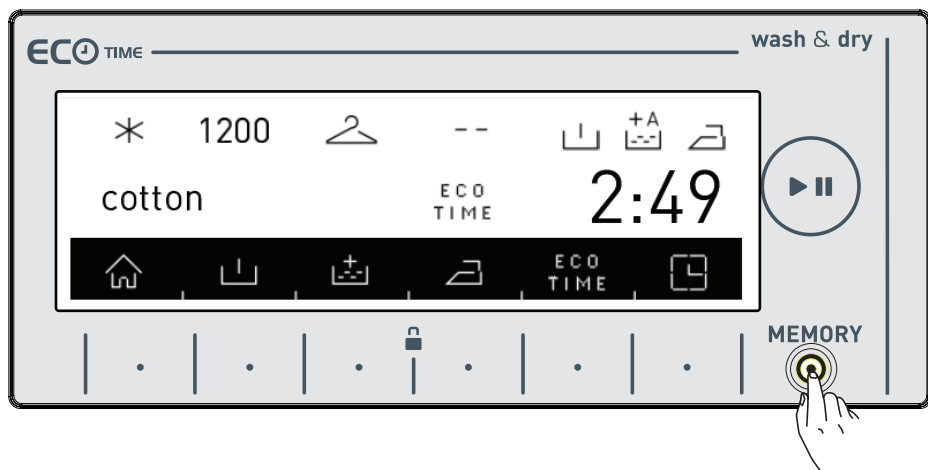 ECO TIME
wash & dry
1200
--
+A
cotton
ECO
TIME
2:49
ECO
TIME
MEMORY